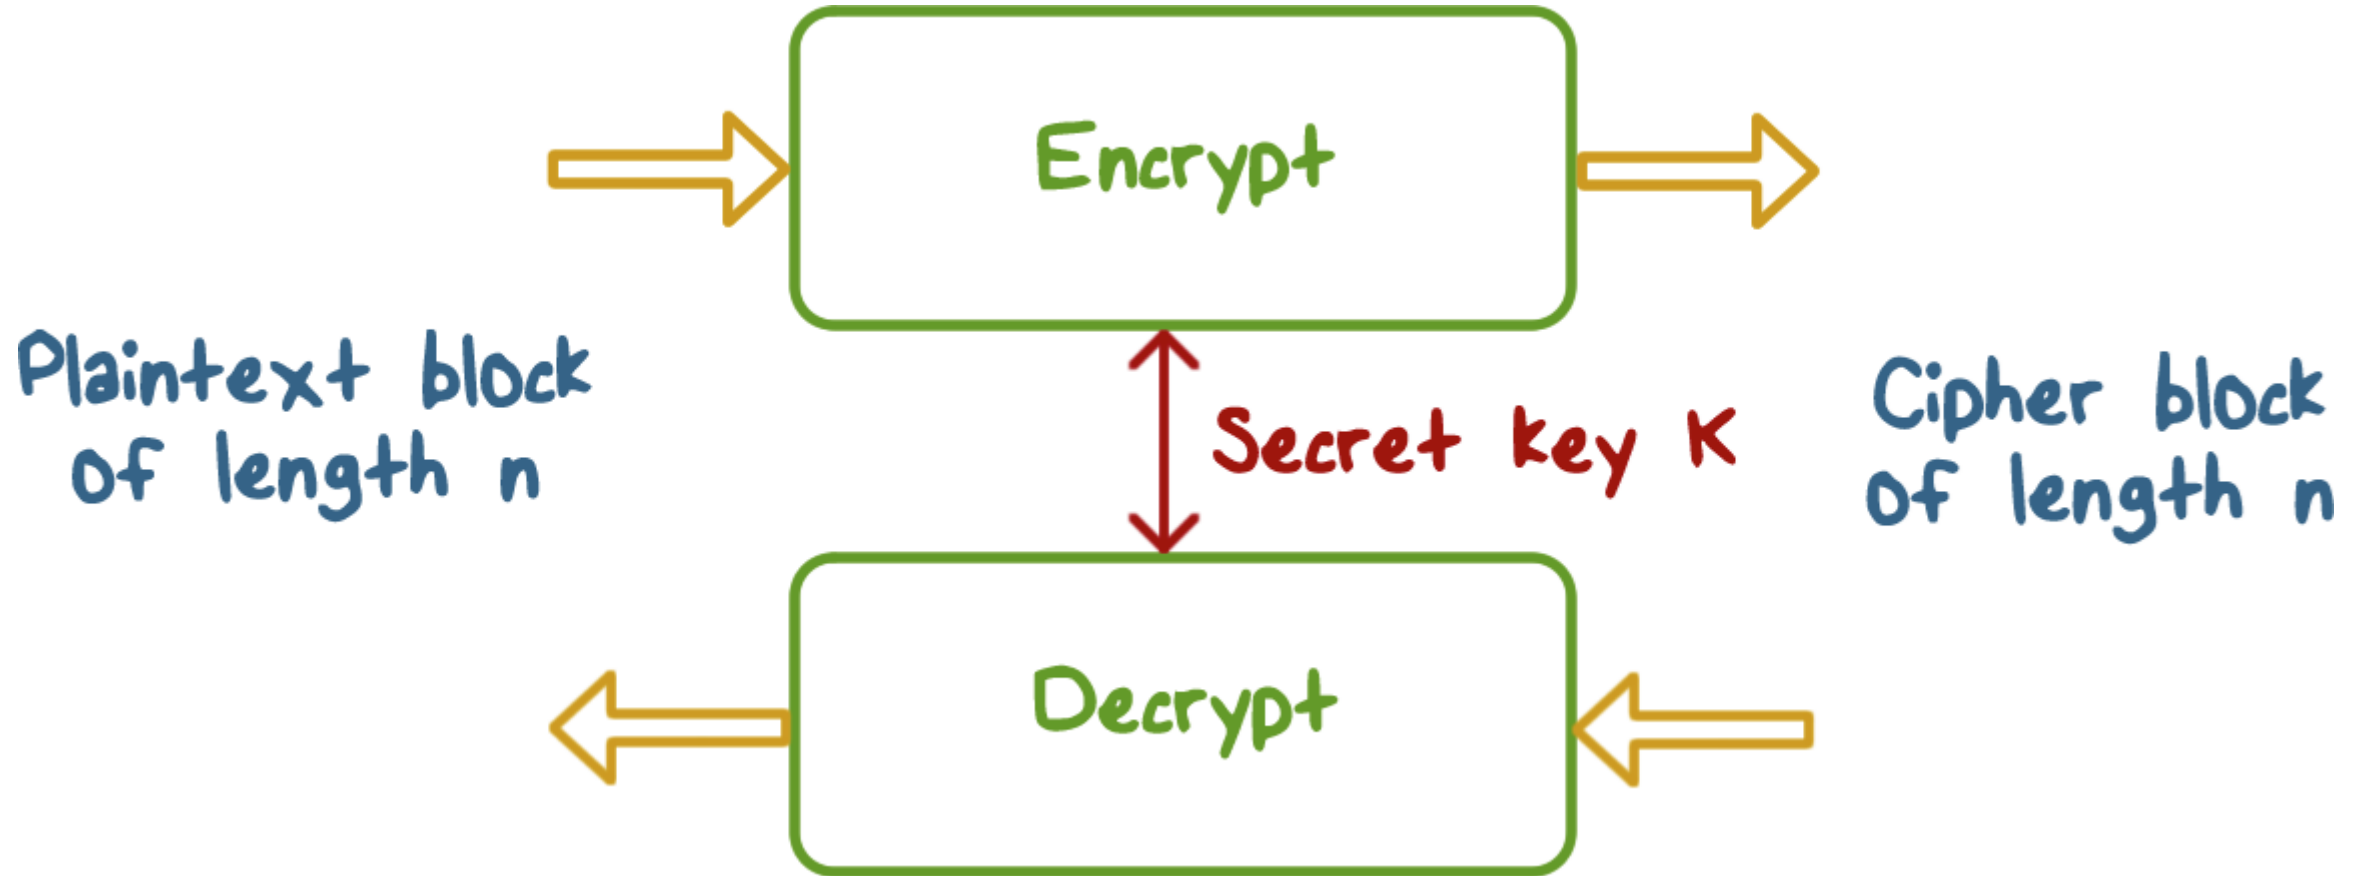 Encrypt
Plaintext block
of length n
Secret key K
Cipher block
of length n
Decrypt